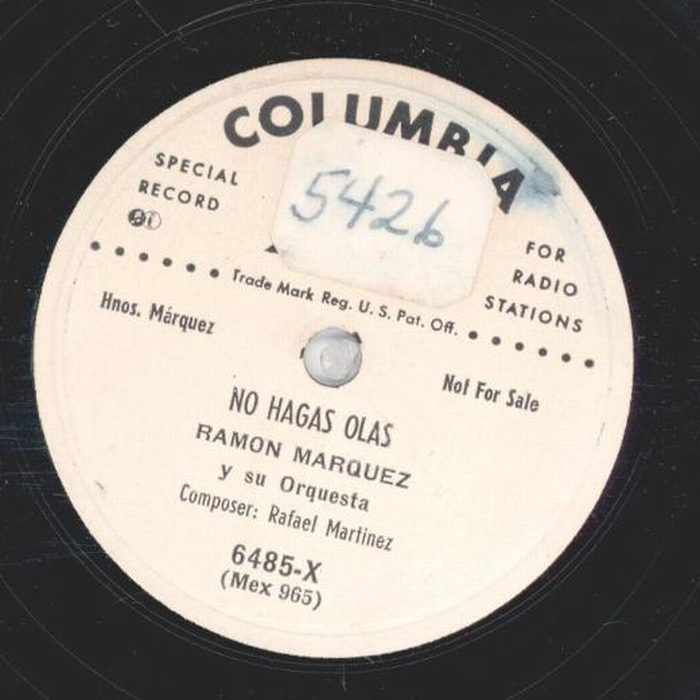 COLUMBIA
5426
SPECIAL
RECORD
FOR
RADIO
STATIONS
Trade Mark Reg. U. S. Pat. Off.
Hnos. Márquez
Not For Sale
NO HAGAS OLAS
RAMON MARQUEZ
y su Orquesta
Composer: Rafael Martinez
6485-X
(Mex 965)